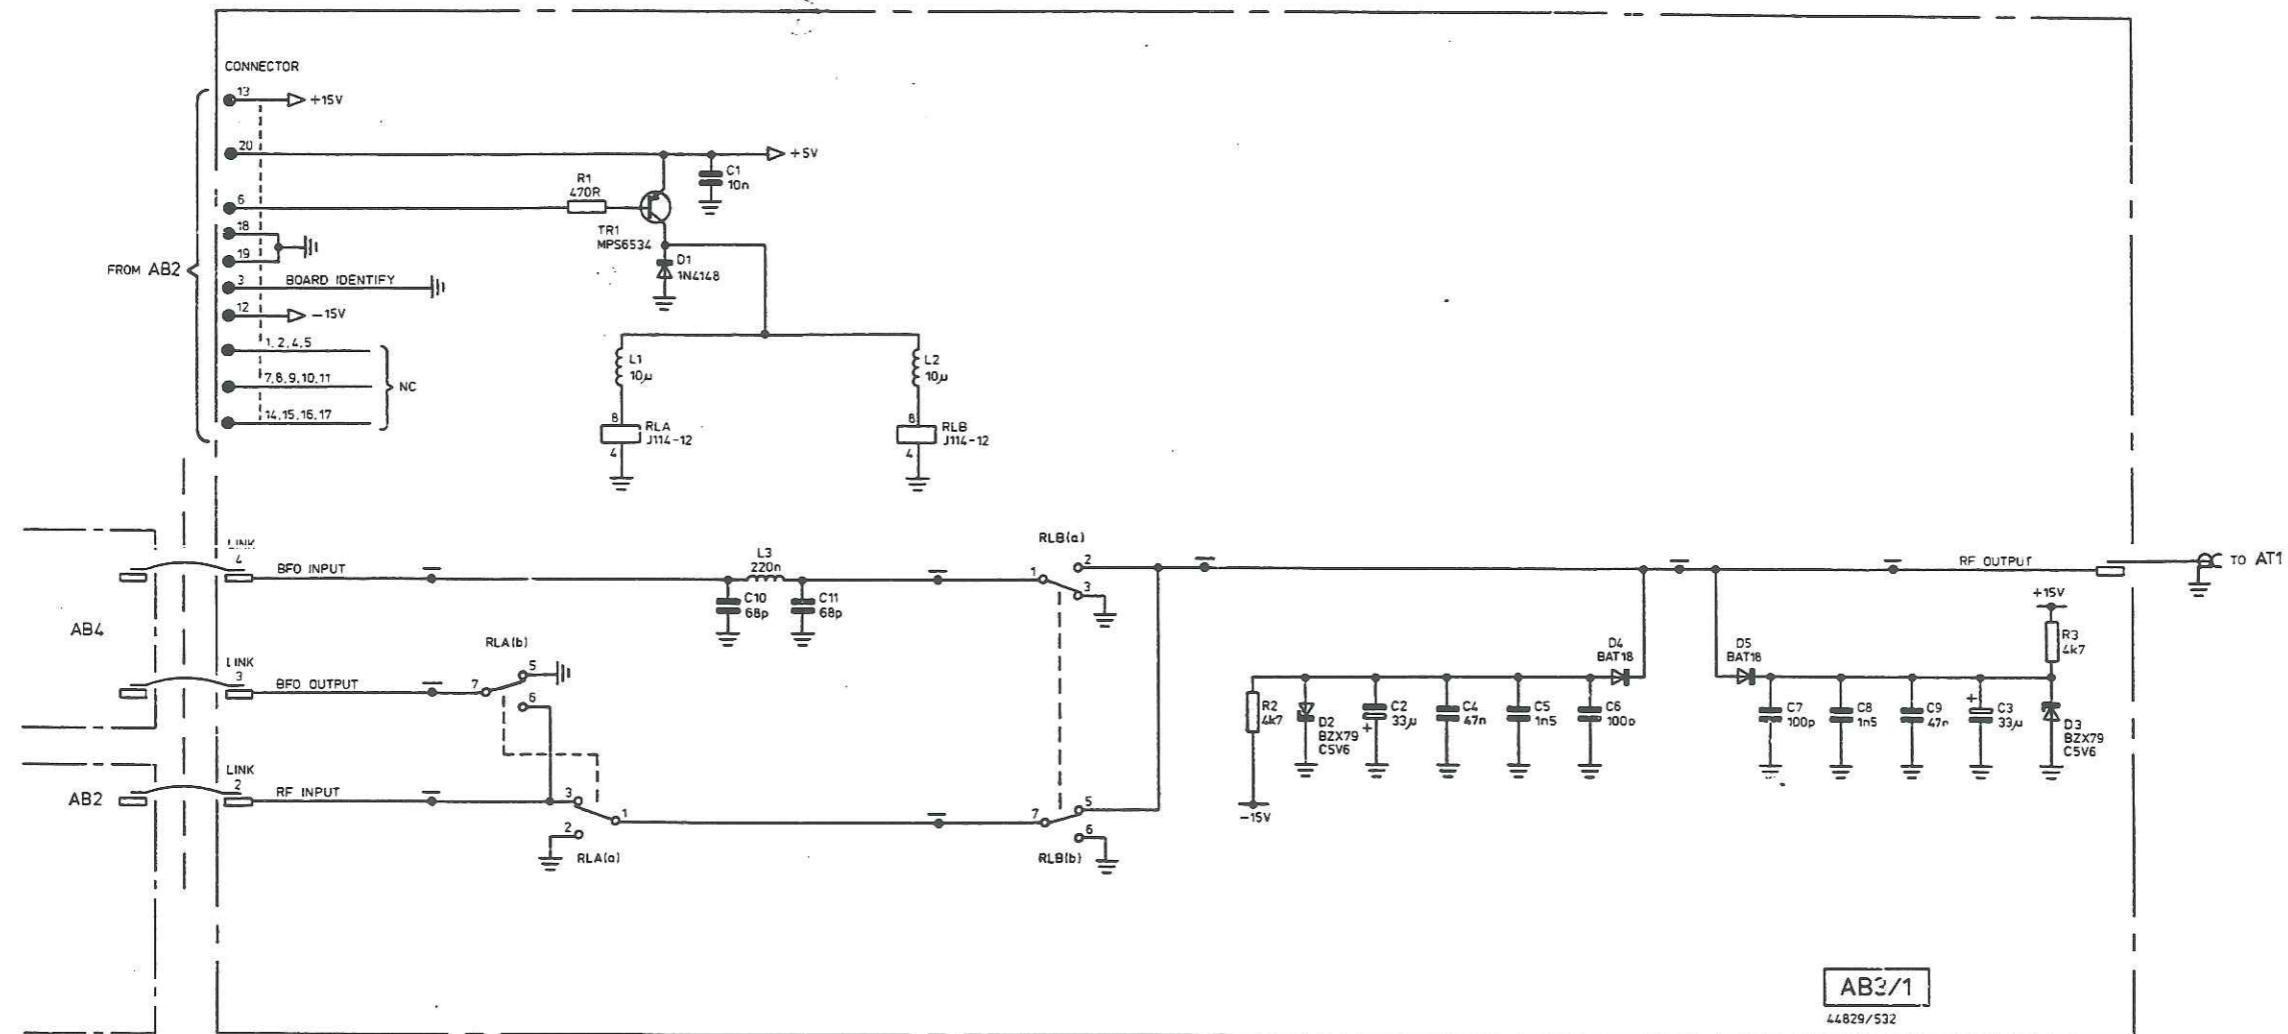 CONNECTOR
13
+15V
20
+5V
C1
10n
R1
470R
6
TR1
MPS6534
18
19
D1
1N4148
FROM AB2
3
BOARD IDENTIFY
12
-15V
1,2,4,5
7,8,9,10,11
NC
14,15,16,17
L1
10µ
L2
10µ
8
RLA
J114-12
4
8
RLB
J114-12
4
LINK
4
BFO INPUT
L3
220n
C10
68p
C11
68p
RLB(a)
1
2
3
RF OUTPUT
TO AT1
AB4
LINK
3
BFO OUTPUT
RLA(b)
7
5
6
+15V
R3
4k7
D4
BAT18
D5
BAT18
R2
4k7
D2
BZX79
C5V6
C2
33µ
+
C4
47n
C5
1n5
C6
100p
C7
100p
C8
1n5
C9
47n
+
C3
33µ
D3
BZX79
C5V6
-15V
AB2
LINK
2
RF INPUT
3
1
2
RLA(a)
7
5
6
RLB(b)
AB3/1
44829/532